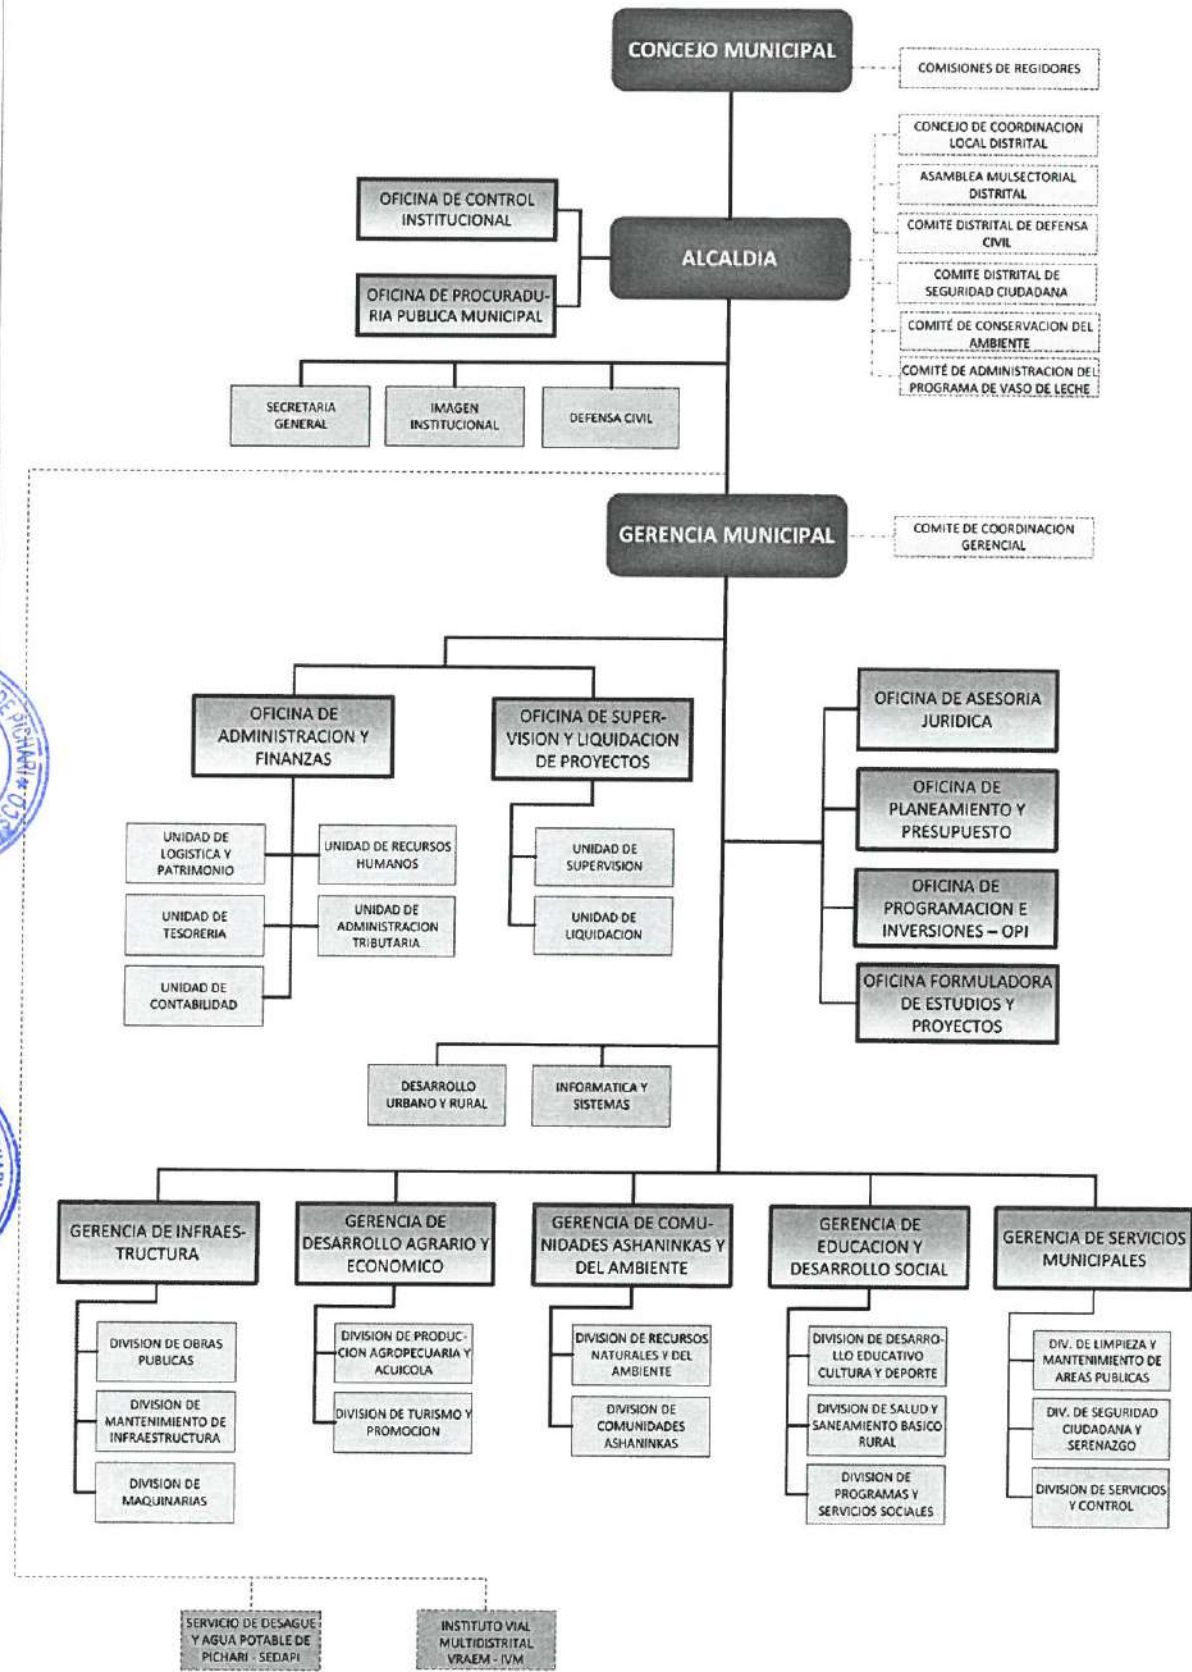 CONCEJO MUNICIPAL
COMISIONES DE REGIDORES
CONCEJO DE COORDINACION
LOCAL DISTRITAL
ASAMBLEA MULSECTORIAL
DISTRITAL
COMITE DISTRITAL DE DEFENSA
CIVIL
COMITE DISTRITAL DE
SEGURIDAD CIUDADANA
COMITÉ DE CONSERVACION DEL
AMBIENTE
COMITÉ DE ADMINISTRACION DEL
PROGRAMA DE VASO DE LECHE
OFICINA DE CONTROL
INSTITUCIONAL
ALCALDIA
OFICINA DE PROCURADU-
RIA PUBLICA MUNICIPAL
SECRETARIA
GENERAL
IMAGEN
INSTITUCIONAL
DEFENSA CIVIL
GERENCIA MUNICIPAL
COMITE DE COORDINACION
GERENCIAL
OFICINA DE
ADMINISTRACION Y
FINANZAS
OFICINA DE SUPER-
VISION Y LIQUIDACION
DE PROYECTOS
OFICINA DE ASESORIA
JURIDICA
OFICINA DE
PLANEAMIENTO Y
PRESUPUESTO
OFICINA DE
PROGRAMACION E
INVERSIONES – OPI
OFICINA FORMULADORA
DE ESTUDIOS Y
PROYECTOS
UNIDAD DE
LOGISTICA Y
PATRIMONIO
UNIDAD DE RECURSOS
HUMANOS
UNIDAD DE
TESORERIA
UNIDAD DE
ADMINISTRACION
TRIBUTARIA
UNIDAD DE
CONTABILIDAD
UNIDAD DE
SUPERVISION
UNIDAD DE
LIQUIDACION
DESARROLLO
URBANO Y RURAL
INFORMATICA Y
SISTEMAS
GERENCIA DE INFRAES-
TRUCTURA
GERENCIA DE
DESARROLLO AGRARIO Y
ECONOMICO
GERENCIA DE COMU-
NIDADES ASHANINKAS Y
DEL AMBIENTE
GERENCIA DE
EDUCACION Y
DESARROLLO SOCIAL
GERENCIA DE SERVICIOS
MUNICIPALES
DIVISION DE OBRAS
PUBLICAS
DIVISION DE
MANTENIMIENTO DE
INFRAESTRUCTURA
DIVISION DE
MAQUINARIAS
DIVISION DE PRODUC-
CION AGROPECUARIA Y
ACUICOLA
DIVISION DE TURISMO Y
PROMOCION
DIVISION DE RECURSOS
NATURALES Y DEL
AMBIENTE
DIVISION DE
COMUNIDADES
ASHANINKAS
DIVISION DE DESARRO-
LLO EDUCATIVO
CULTURA Y DEPORTE
DIVISION DE SALUD Y
SANEAMIENTO BASICO
RURAL
DIVISION DE
PROGRAMAS Y
SERVICIOS SOCIALES
DIV. DE LIMPIEZA Y
MANTENIMIENTO DE
AREAS PUBLICAS
DIV. DE SEGURIDAD
CIUDADANA Y
SERENAZGO
DIVISION DE SERVICIOS
Y CONTROL
SERVICIO DE DESAGUE
Y AGUA POTABLE DE
PICHARI - SEDAPI
INSTITUTO VIAL
MULTIDISTRITAL
VRAEM - IVM
DE PICHARI